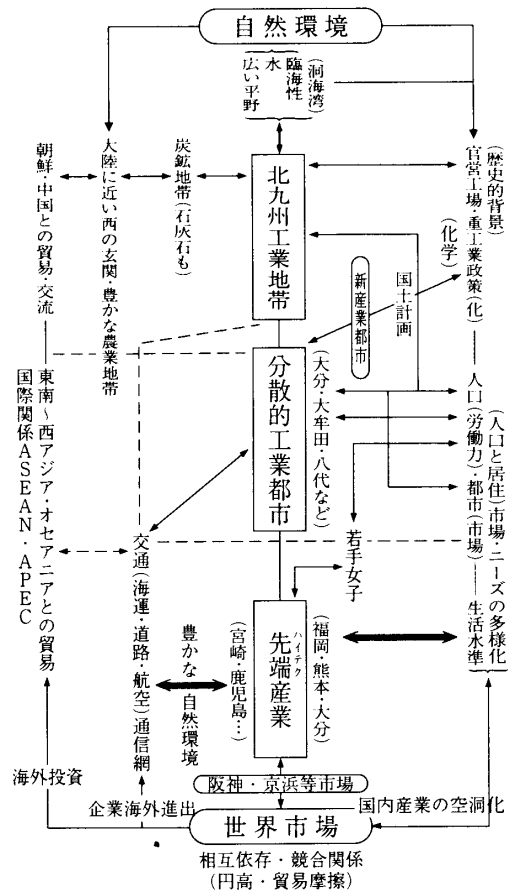 自然環境
(洞海湾)
臨海性
水
広い平野
(歴史的背景)
官営工場・重工業政策(化)
(化学)
北九州工業地帯
炭鉱地帯(石灰石も)
大陸に近い西の玄関・豊かな農業地帯
朝鮮・中国との貿易・交流
国土計画
新産業都市
分散的工業都市
(大分・大牟田・八代など)
(人口と居住)市場・ニーズの多様化
人口(労働力)・都市(市場)
生活水準
東南～西アジア・オセアニアとの貿易
国際関係ASEAN・APEC
交通(海運・道路・航空)通信網
若手女子
ハイテク
先端産業
(福岡・熊本・大分)
(宮崎・鹿児島…)
豊かな自然環境
阪神・京浜等市場
海外投資
企業海外進出
国内産業の空洞化
世界市場
相互依存・競合関係
(円高・貿易摩擦)